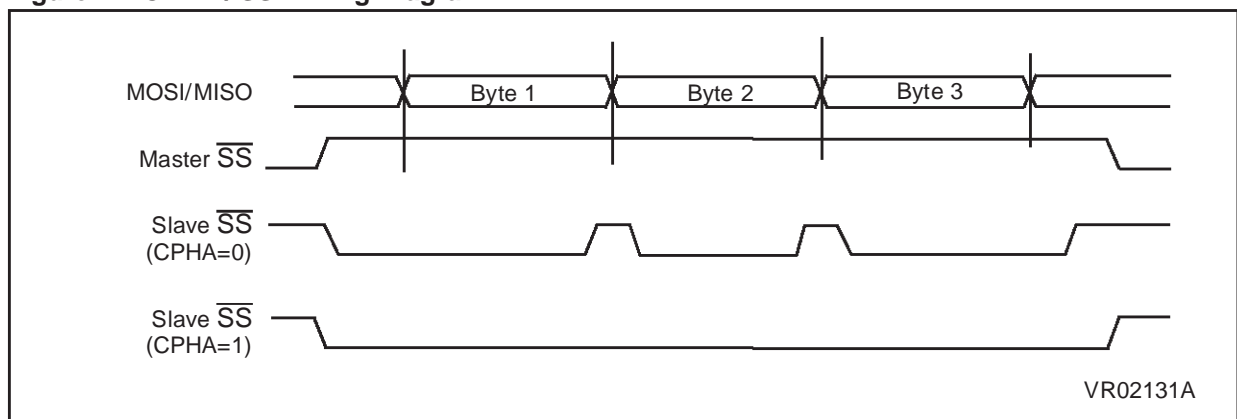 MOSI/MISO
Byte 1
Byte 2
Byte 3
Master SS
Slave SS
(CPHA=0)
Slave SS
(CPHA=1)
VR02131A